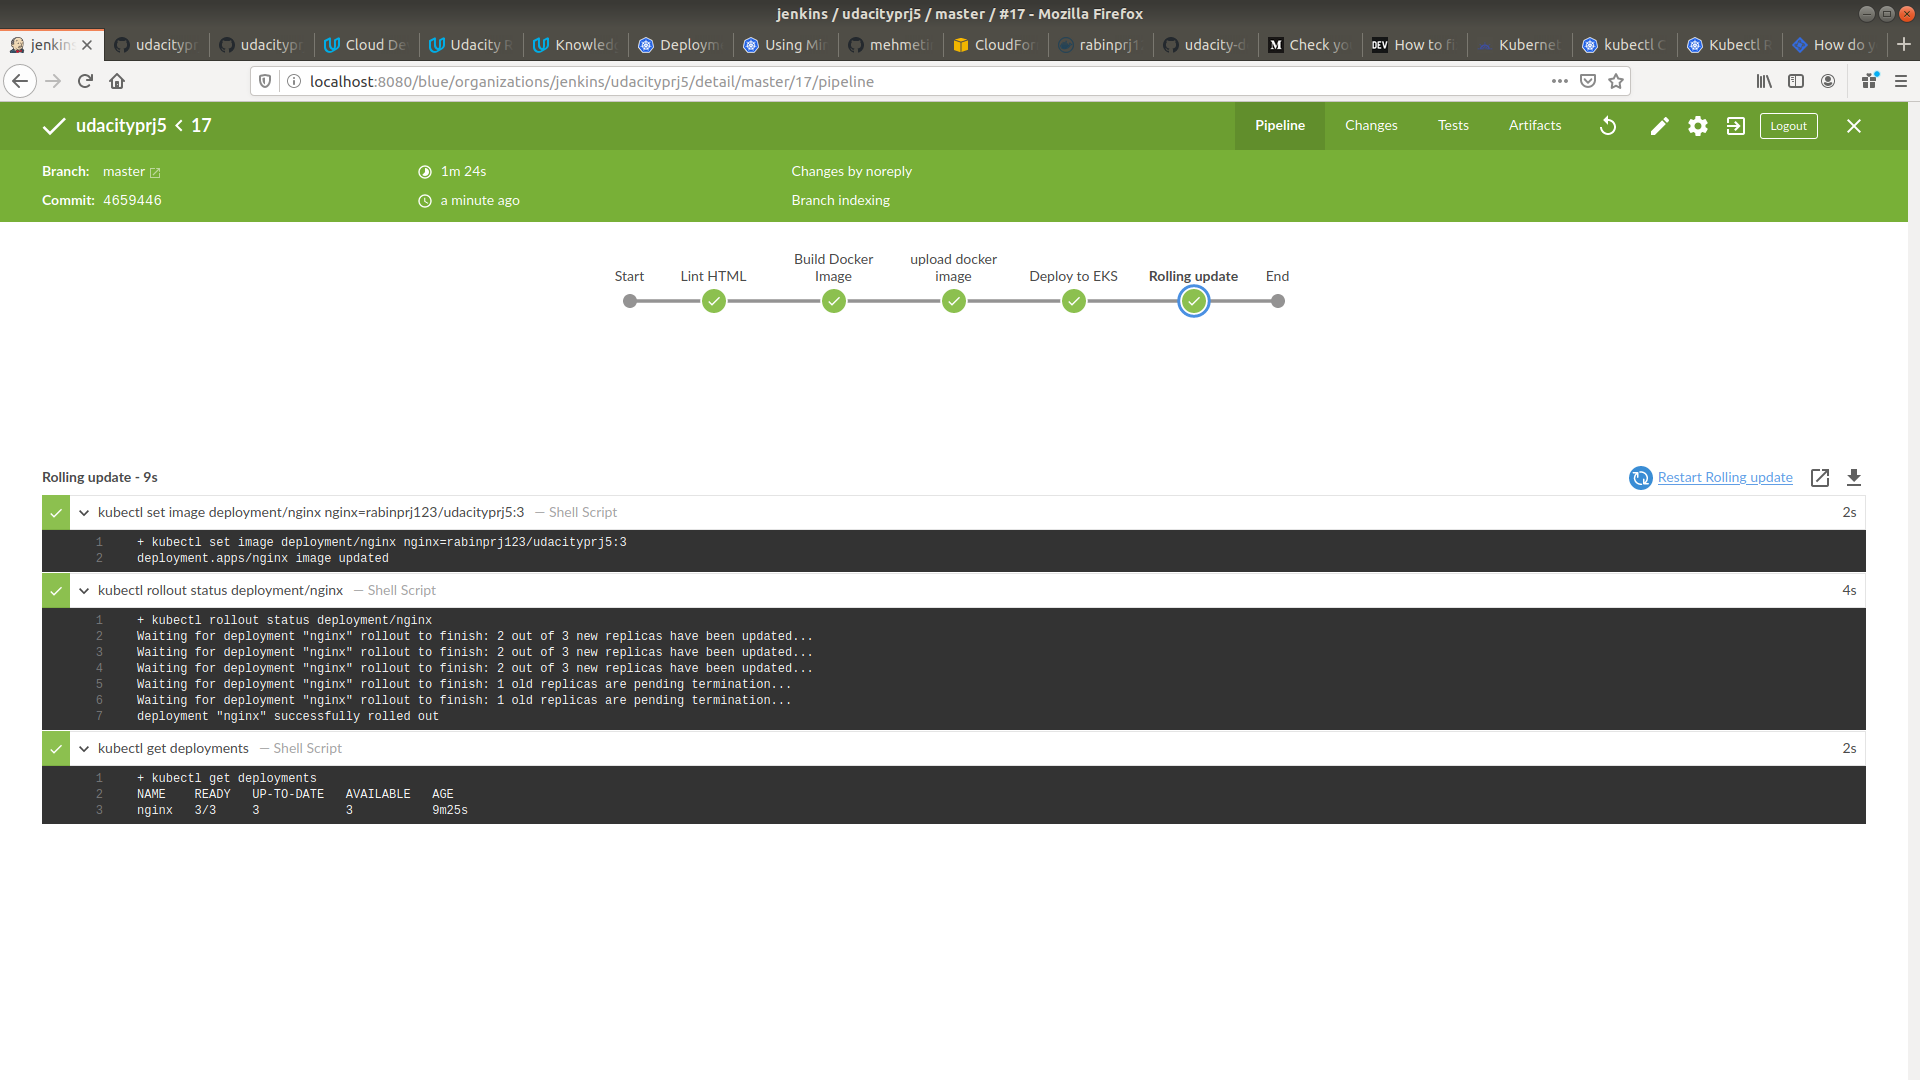 jenkins / udacityprj5 / master / #17 - Mozilla Firefox
jenkins udacitypr udacitypr Cloud De Udacity R Knowled Deploym Using Mi mehmet CloudFor rabinprj1 udacity-d Check yo How to fi Kubernet kubectl C Kubectl R How do y
localhost:8080/blue/organizations/jenkins/udacityprj5/detail/master/17/pipeline
udacityprj5 < 17 Pipeline Changes Tests Artifacts Logout
Branch: master 1m 24s Changes by noreply
Commit: 4659446 a minute ago Branch indexing
Start Lint HTML Build Docker Image upload docker image Deploy to EKS Rolling update End
Rolling update - 9s Restart Rolling update
kubectl set image deployment/nginx nginx=rabinprj123/udacityprj5:3 — Shell Script 2s
1 + kubectl set image deployment/nginx nginx=rabinprj123/udacityprj5:3
2 deployment.apps/nginx image updated
kubectl rollout status deployment/nginx — Shell Script 4s
1 + kubectl rollout status deployment/nginx
2 Waiting for deployment "nginx" rollout to finish: 2 out of 3 new replicas have been updated...
3 Waiting for deployment "nginx" rollout to finish: 2 out of 3 new replicas have been updated...
4 Waiting for deployment "nginx" rollout to finish: 2 out of 3 new replicas have been updated...
5 Waiting for deployment "nginx" rollout to finish: 1 old replicas are pending termination...
6 Waiting for deployment "nginx" rollout to finish: 1 old replicas are pending termination...
7 deployment "nginx" successfully rolled out
kubectl get deployments — Shell Script 2s
1 + kubectl get deployments
2 NAME READY UP-TO-DATE AVAILABLE AGE
3 nginx 3/3 3 3 9m25s